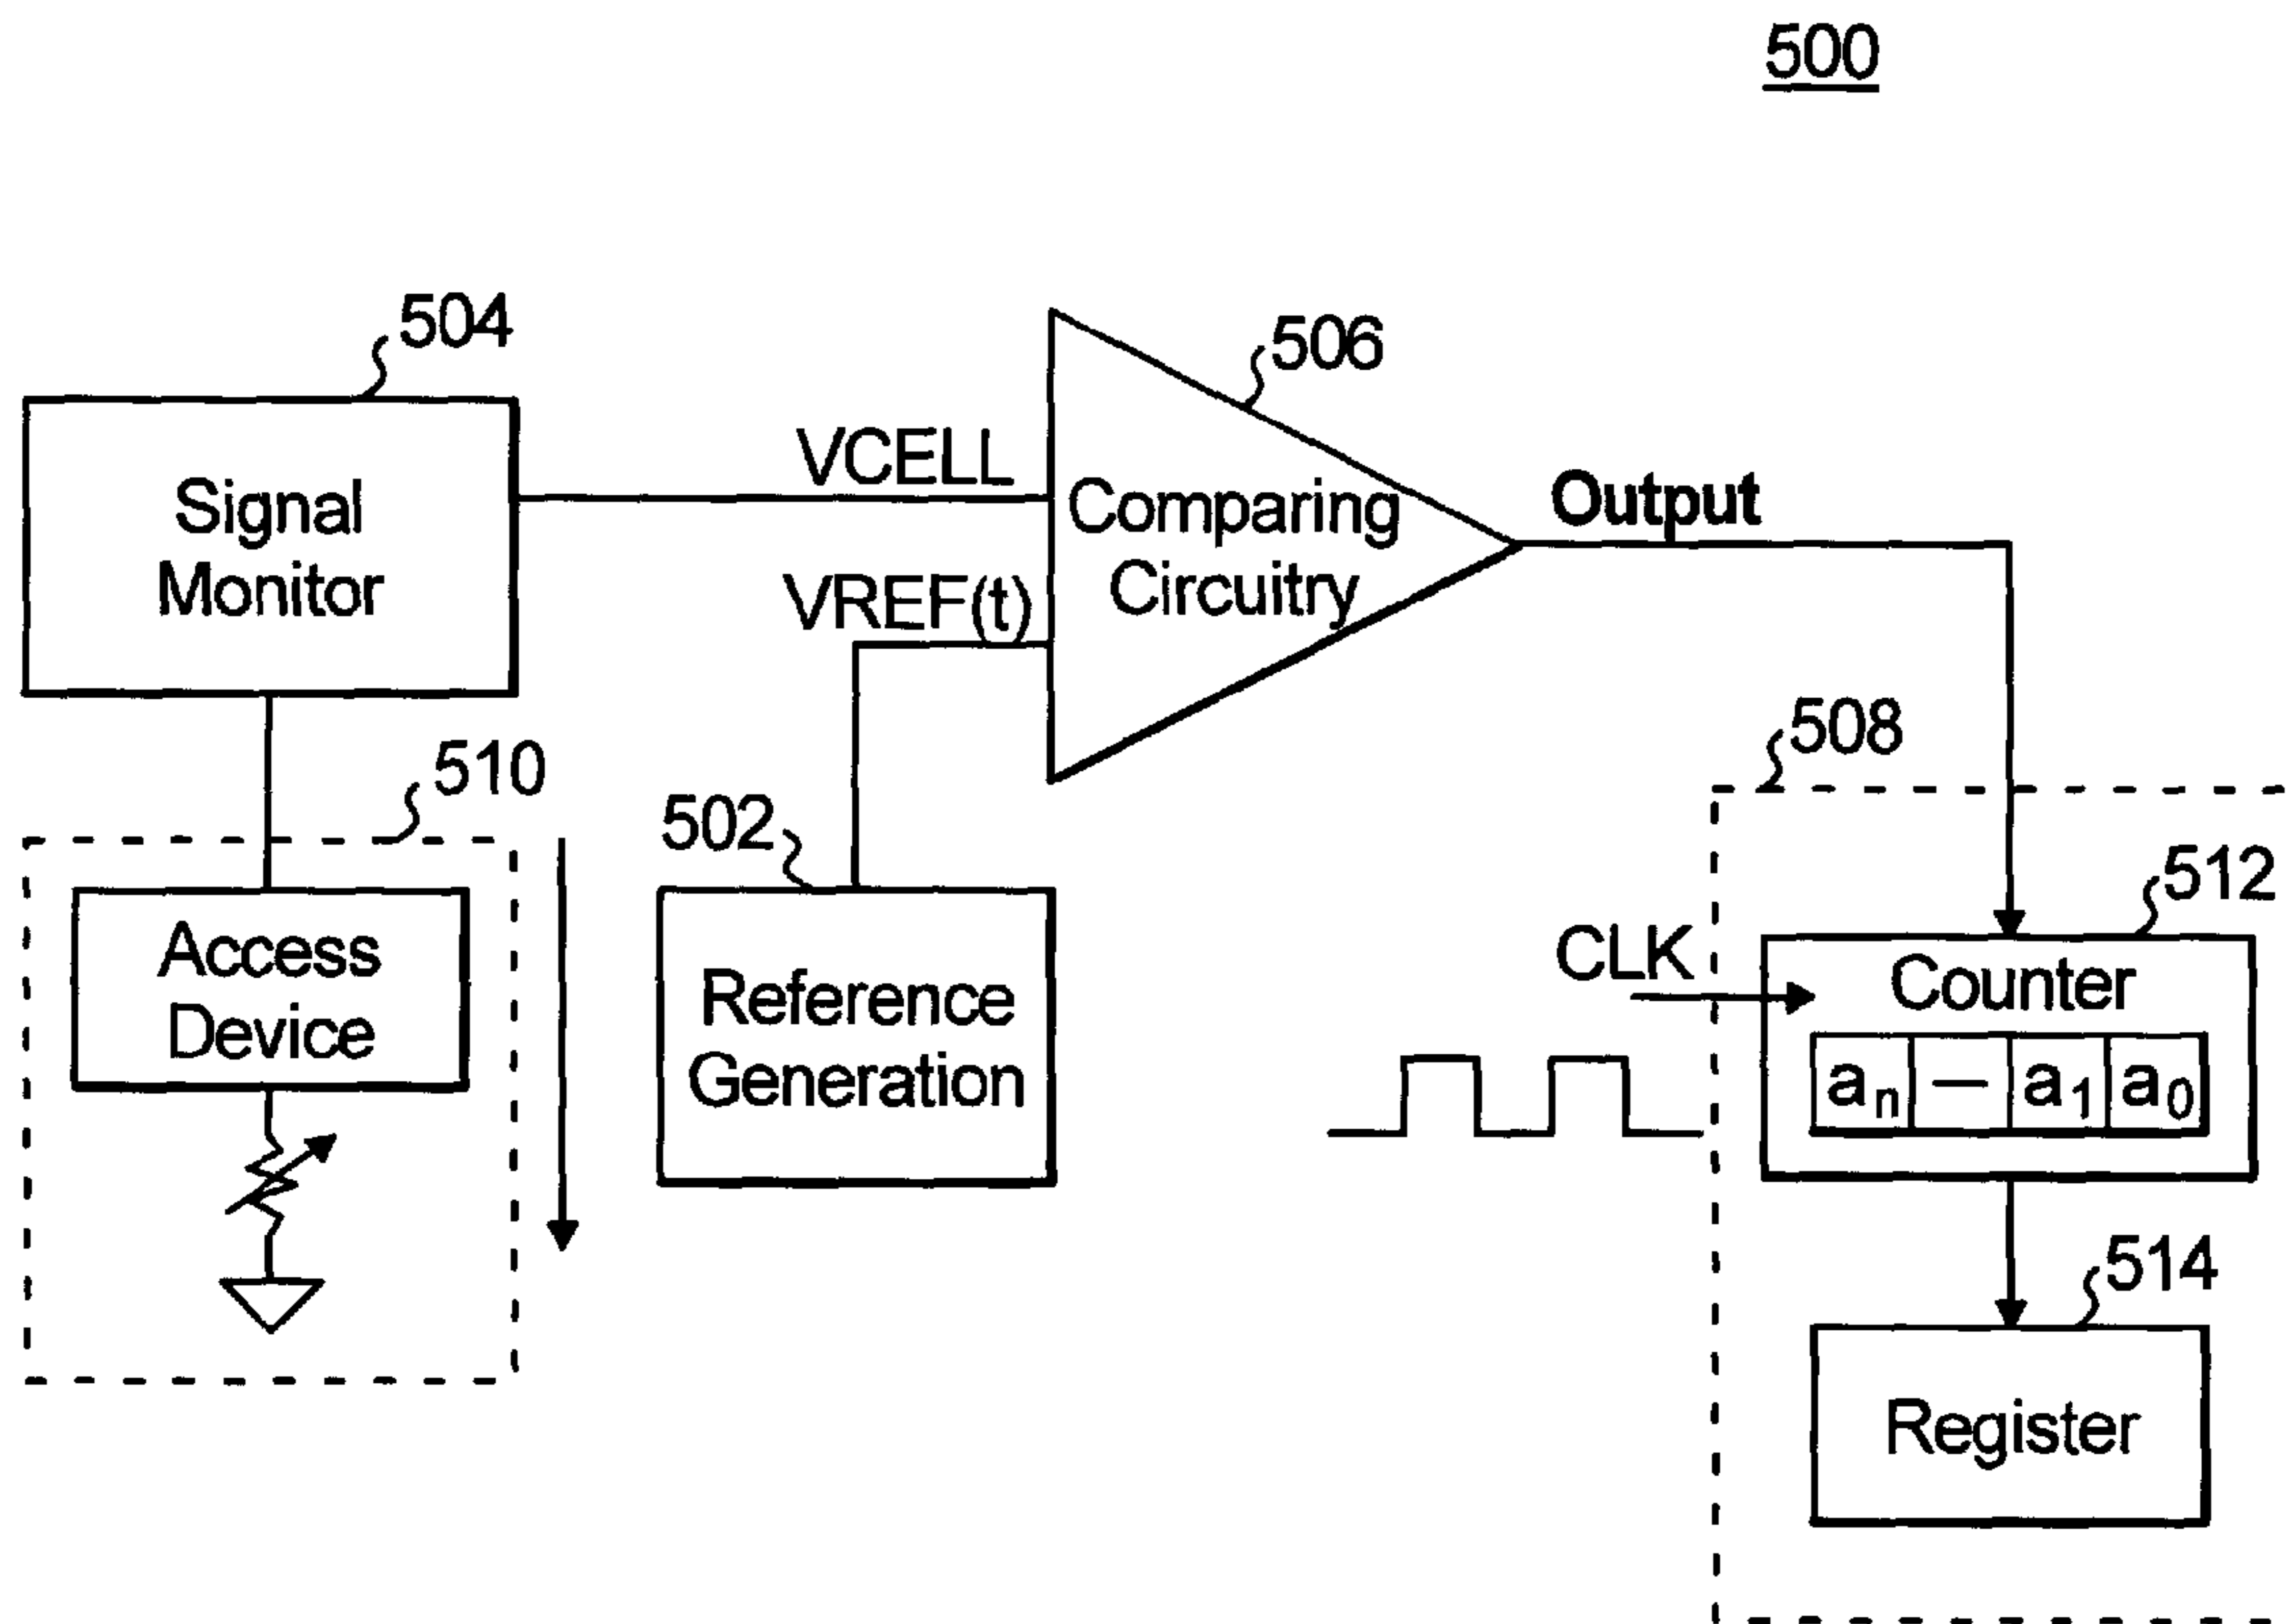 500
504
506
Signal
Monitor
VCELL
Comparing
Circuitry
Output
VREF(t)
508
510
502
512
Access
Device
Reference
Generation
CLK
Counter
aₙ — a₁ a₀
514
Register